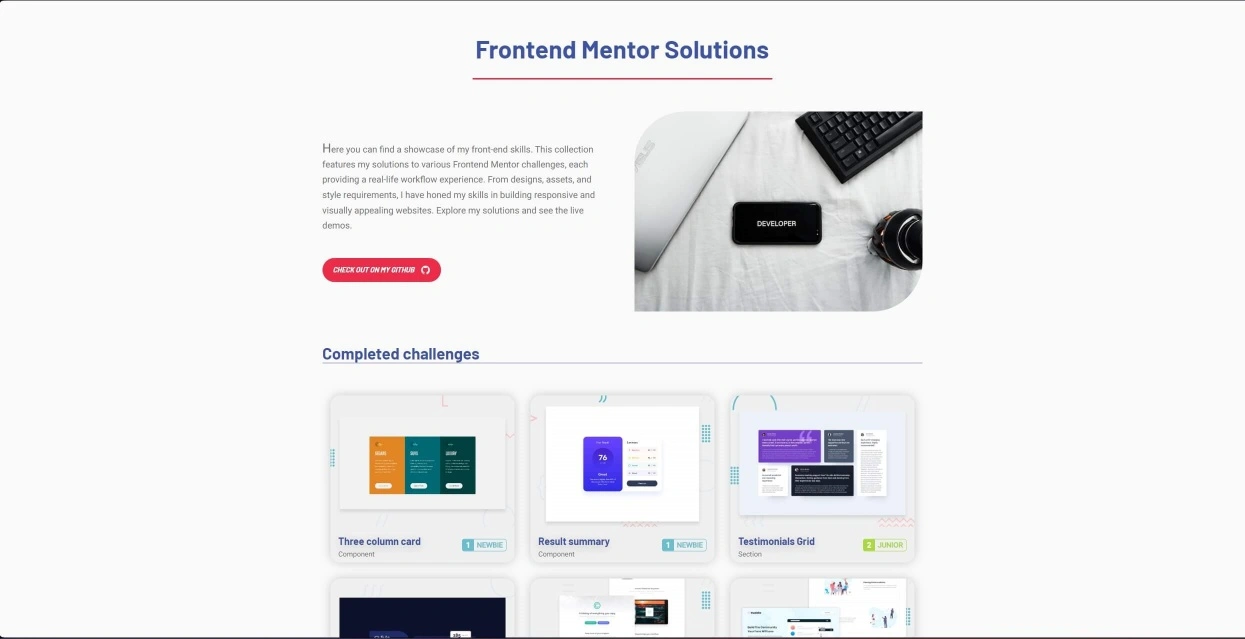 Frontend Mentor Solutions
Here you can find a showcase of my front-end skills. This collection
features my solutions to various Frontend Mentor challenges, each
providing a real-life workflow experience. From designs, assets, and
style requirements, I have honed my skills in building responsive and
visually appealing websites. Explore my solutions and see the live
demos.
CHECK OUT ON MY GITHUB
ASUS
DEVELOPER
Completed challenges
76
Three column card
Component
1 NEWBIE
Result summary
Component
1 NEWBIE
Testimonials Grid
Section
2 JUNIOR